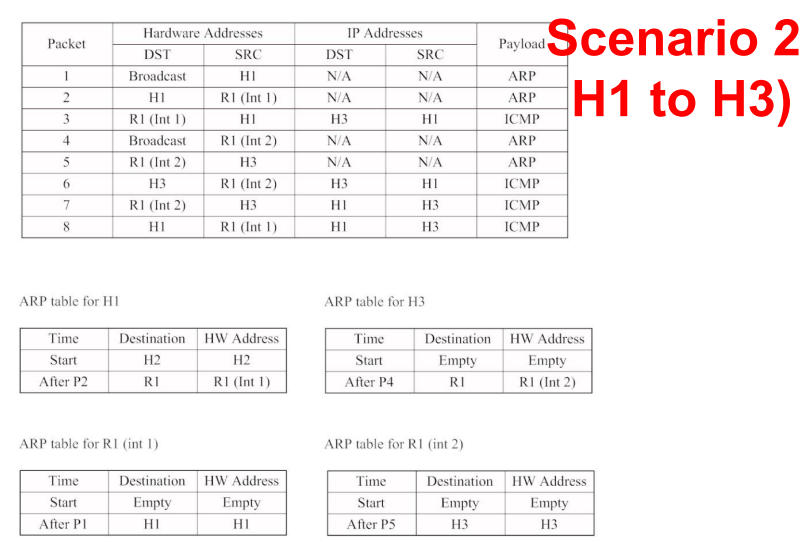 Scenario 2
H1 to H3)
Packet Hardware Addresses IP Addresses Payload
DST SRC DST SRC
1 Broadcast H1 N/A N/A ARP
2 H1 R1 (Int 1) N/A N/A ARP
3 R1 (Int 1) H1 H3 H1 ICMP
4 Broadcast R1 (Int 2) N/A N/A ARP
5 R1 (Int 2) H3 N/A N/A ARP
6 H3 R1 (Int 2) H3 H1 ICMP
7 R1 (Int 2) H3 H1 H3 ICMP
8 H1 R1 (Int 1) H1 H3 ICMP
ARP table for H1
Time Destination HW Address
Start H2 H2
After P2 R1 R1 (Int 1)
ARP table for H3
Time Destination HW Address
Start Empty Empty
After P4 R1 R1 (Int 2)
ARP table for R1 (int 1)
Time Destination HW Address
Start Empty Empty
After P1 H1 H1
ARP table for R1 (int 2)
Time Destination HW Address
Start Empty Empty
After P5 H3 H3